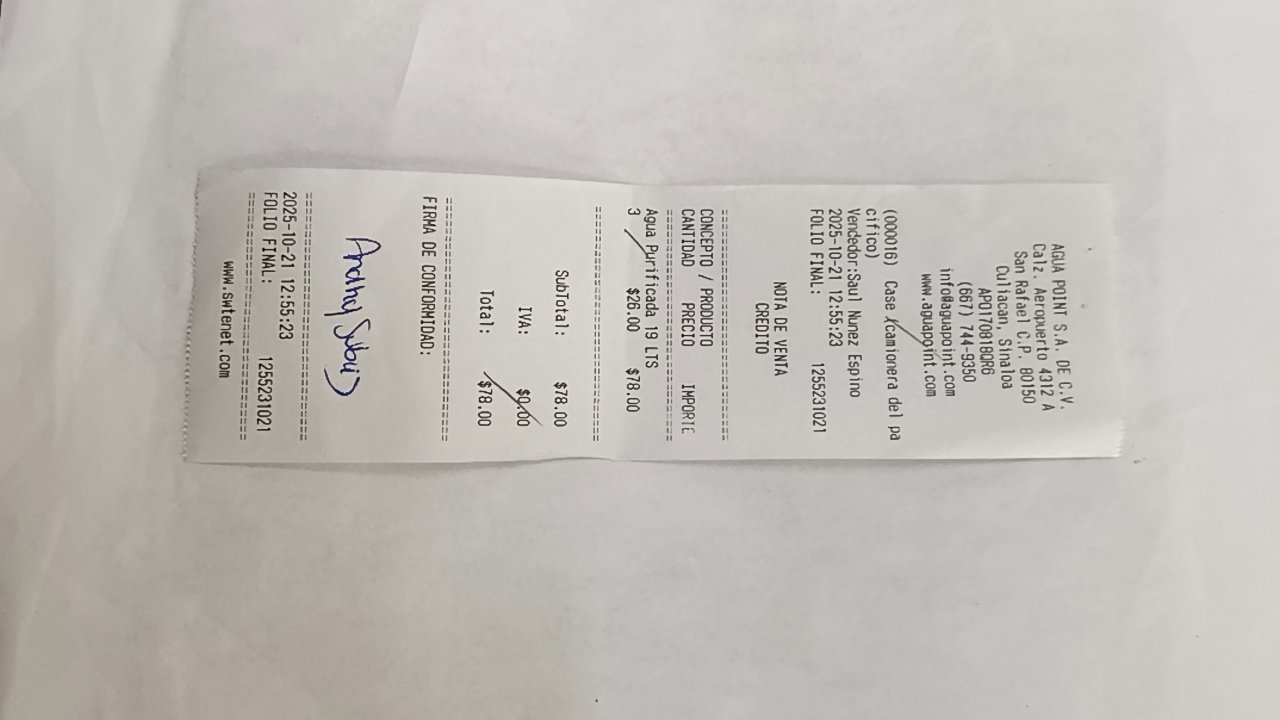 AGUA POINT S.A. DE C.V.
Calz. Aeropuerto 4312 A
San Rafael C.P. 80150
Culiacan, Sinaloa
APO170818QR6
(667) 744-9350
info@aguapoint.com
www.aguapoint.com
(000016) Case (camionera del pa
cifico)
Vendedor:Saul Nunez Espino
2025-10-21 12:55:23
FOLIO FINAL: 1255231021
NOTA DE VENTA
CREDITO
==============================
CONCEPTO / PRODUCTO
CANTIDAD PRECIO IMPORTE
==============================
Agua Purificada 19 LTS
3 $26.00 $78.00
==============================
SubTotal: $78.00
IVA: $0.00
Total: $78.00
==============================
FIRMA DE CONFORMIDAD:
==============================
2025-10-21 12:55:23
FOLIO FINAL: 1255231021
==============================
www.swtenet.com